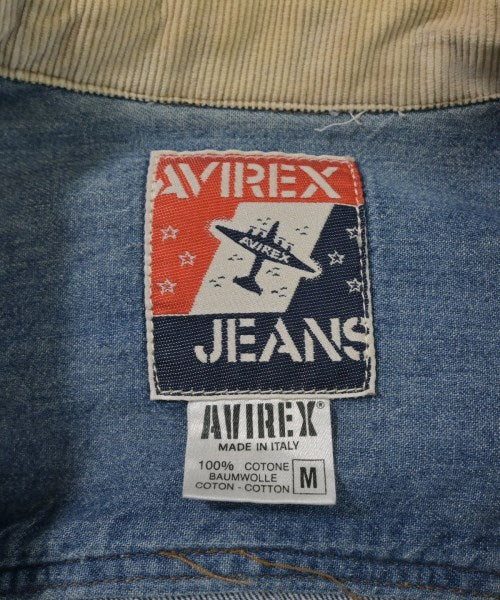 AVIREX
AVIREX
JEANS
AVIREX®
MADE IN ITALY
100% COTONE
BAUMWOLLE
COTON - COTTON
M